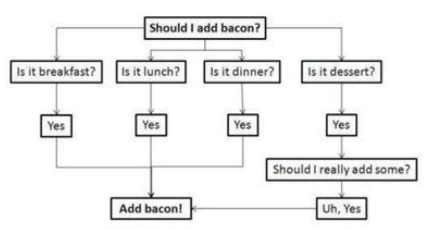 Should I add bacon?
Is it breakfast?
Is it lunch?
Is it dinner?
Is it dessert?
Yes
Yes
Yes
Yes
Should I really add some?
Add bacon!
Uh, Yes